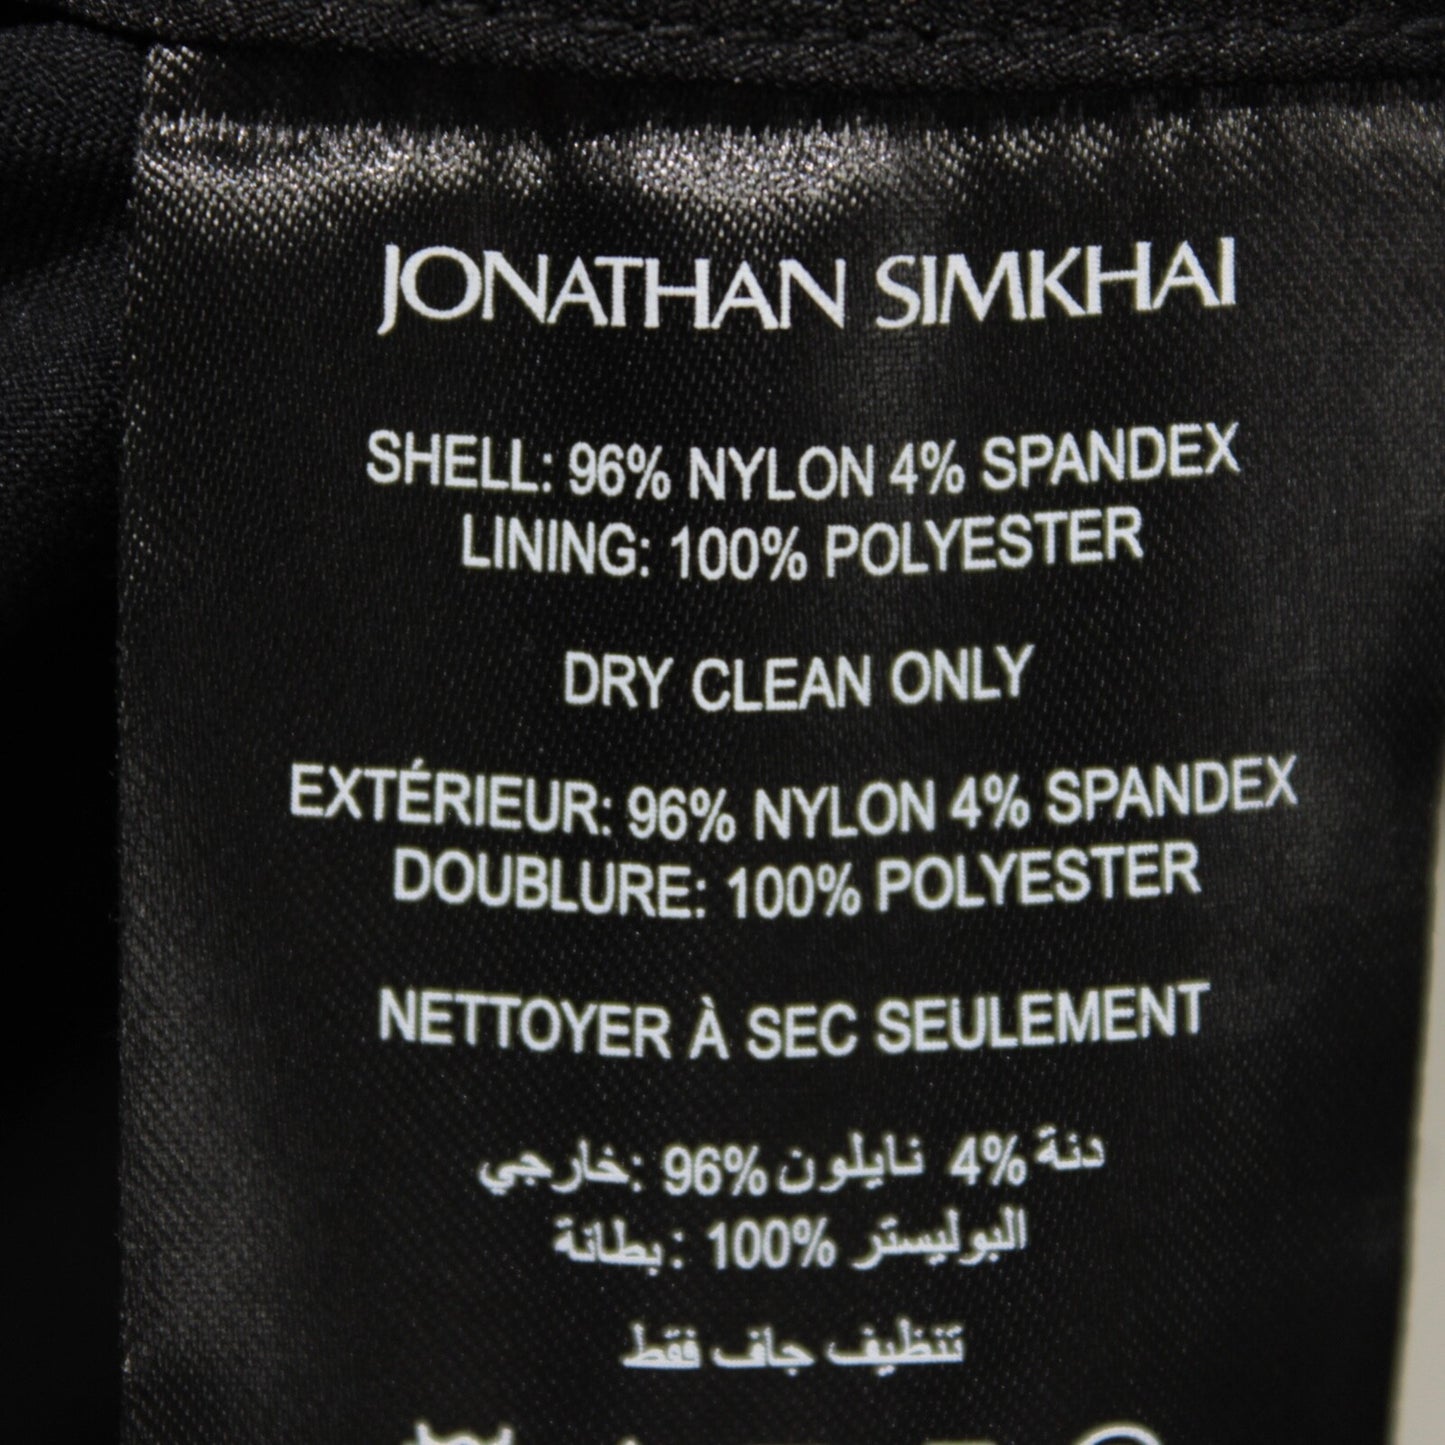 JONATHAN SIMKHAI
SHELL: 96% NYLON 4% SPANDEX
LINING: 100% POLYESTER
DRY CLEAN ONLY
EXTÉRIEUR: 96% NYLON 4% SPANDEX
DOUBLURE: 100% POLYESTER
NETTOYER À SEC SEULEMENT
خارجي: 96% نايلون 4% دنة
بطانة: 100% البوليستر
تنظيف جاف فقط